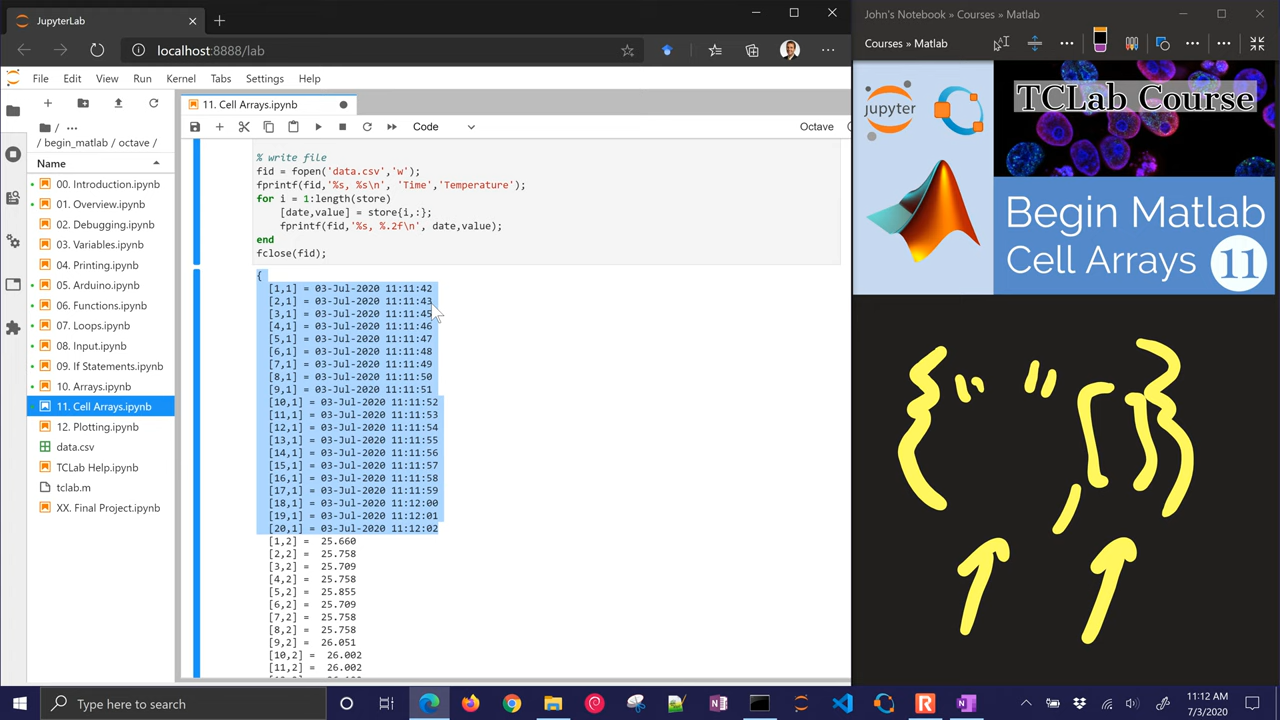 JupyterLab
localhost:8888/lab
File Edit View Run Kernel Tabs Settings Help
11. Cell Arrays.ipynb
Code
Octave
/ ...
/ begin_matlab / octave /
Name
00. Introduction.ipynb
01. Overview.ipynb
02. Debugging.ipynb
03. Variables.ipynb
04. Printing.ipynb
05. Arduino.ipynb
06. Functions.ipynb
07. Loops.ipynb
08. Input.ipynb
09. If Statements.ipynb
10. Arrays.ipynb
11. Cell Arrays.ipynb
12. Plotting.ipynb
data.csv
TCLab Help.ipynb
tclab.m
XX. Final Project.ipynb
% write file
fid = fopen('data.csv','w');
fprintf(fid,'%s, %s\n', 'Time','Temperature');
for i = 1:length(store)
[date,value] = store{i,:};
fprintf(fid,'%s, %.2f\n', date,value);
end
fclose(fid);
{
[1,1] = 03-Jul-2020 11:11:42
[2,1] = 03-Jul-2020 11:11:43
[3,1] = 03-Jul-2020 11:11:45
[4,1] = 03-Jul-2020 11:11:46
[5,1] = 03-Jul-2020 11:11:47
[6,1] = 03-Jul-2020 11:11:48
[7,1] = 03-Jul-2020 11:11:49
[8,1] = 03-Jul-2020 11:11:50
[9,1] = 03-Jul-2020 11:11:51
[10,1] = 03-Jul-2020 11:11:52
[11,1] = 03-Jul-2020 11:11:53
[12,1] = 03-Jul-2020 11:11:54
[13,1] = 03-Jul-2020 11:11:55
[14,1] = 03-Jul-2020 11:11:56
[15,1] = 03-Jul-2020 11:11:57
[16,1] = 03-Jul-2020 11:11:58
[17,1] = 03-Jul-2020 11:11:59
[18,1] = 03-Jul-2020 11:12:00
[19,1] = 03-Jul-2020 11:12:01
[20,1] = 03-Jul-2020 11:12:02
[1,2] = 25.660
[2,2] = 25.758
[3,2] = 25.709
[4,2] = 25.758
[5,2] = 25.855
[6,2] = 25.709
[7,2] = 25.758
[8,2] = 25.758
[9,2] = 26.051
[10,2] = 26.002
[11,2] = 26.002
John's Notebook » Courses » Matlab
Courses » Matlab
jupyter
TCLab Course
Begin Matlab
Cell Arrays 11
{ " " , [ ] }
Type here to search
11:12 AM
7/3/2020